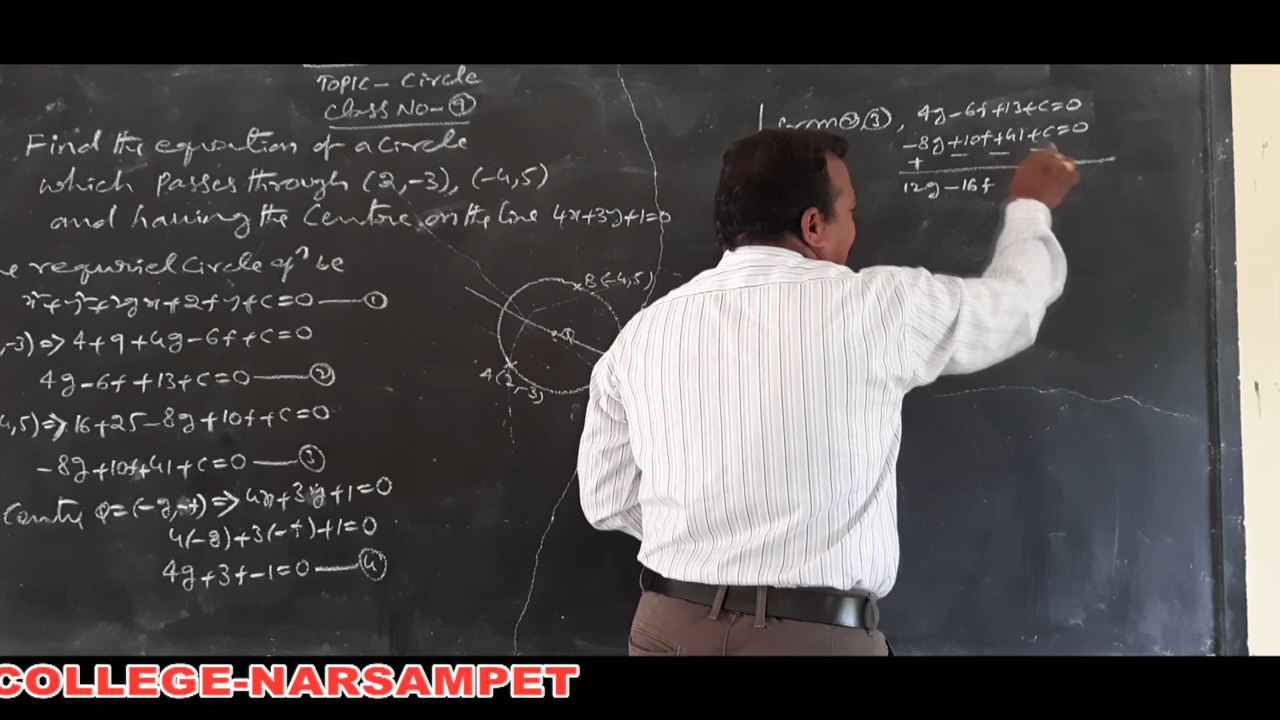 TOPIC- Circle
Class NO- 9
Find the equation of a circle
which passes through (2,-3), (-4,5)
and having the centre on the line 4x+3y+1=0
e required Circle eqn be
x²+y²+2gx+2fy+c=0 — 1
,-3) ⇒ 4+9+4g-6f+c=0
4g-6f+13+c=0 — 2
4,5) ⇒ 16+25-8g+10f+c=0
-8g+10f+41+c=0 — 3
Centre Q=(-g,-f) ⇒ 4x+3y+1=0
4(-g)+3(-f)+1=0
4g+3f-1=0 — 4
B(-4,5)
Q
A(2,-3)
from 2, 3, 4g-6f+13+c=0
-8g+10f+41+c=0
+ - - -
12g-16f
COLLEGE-NARSAMPET